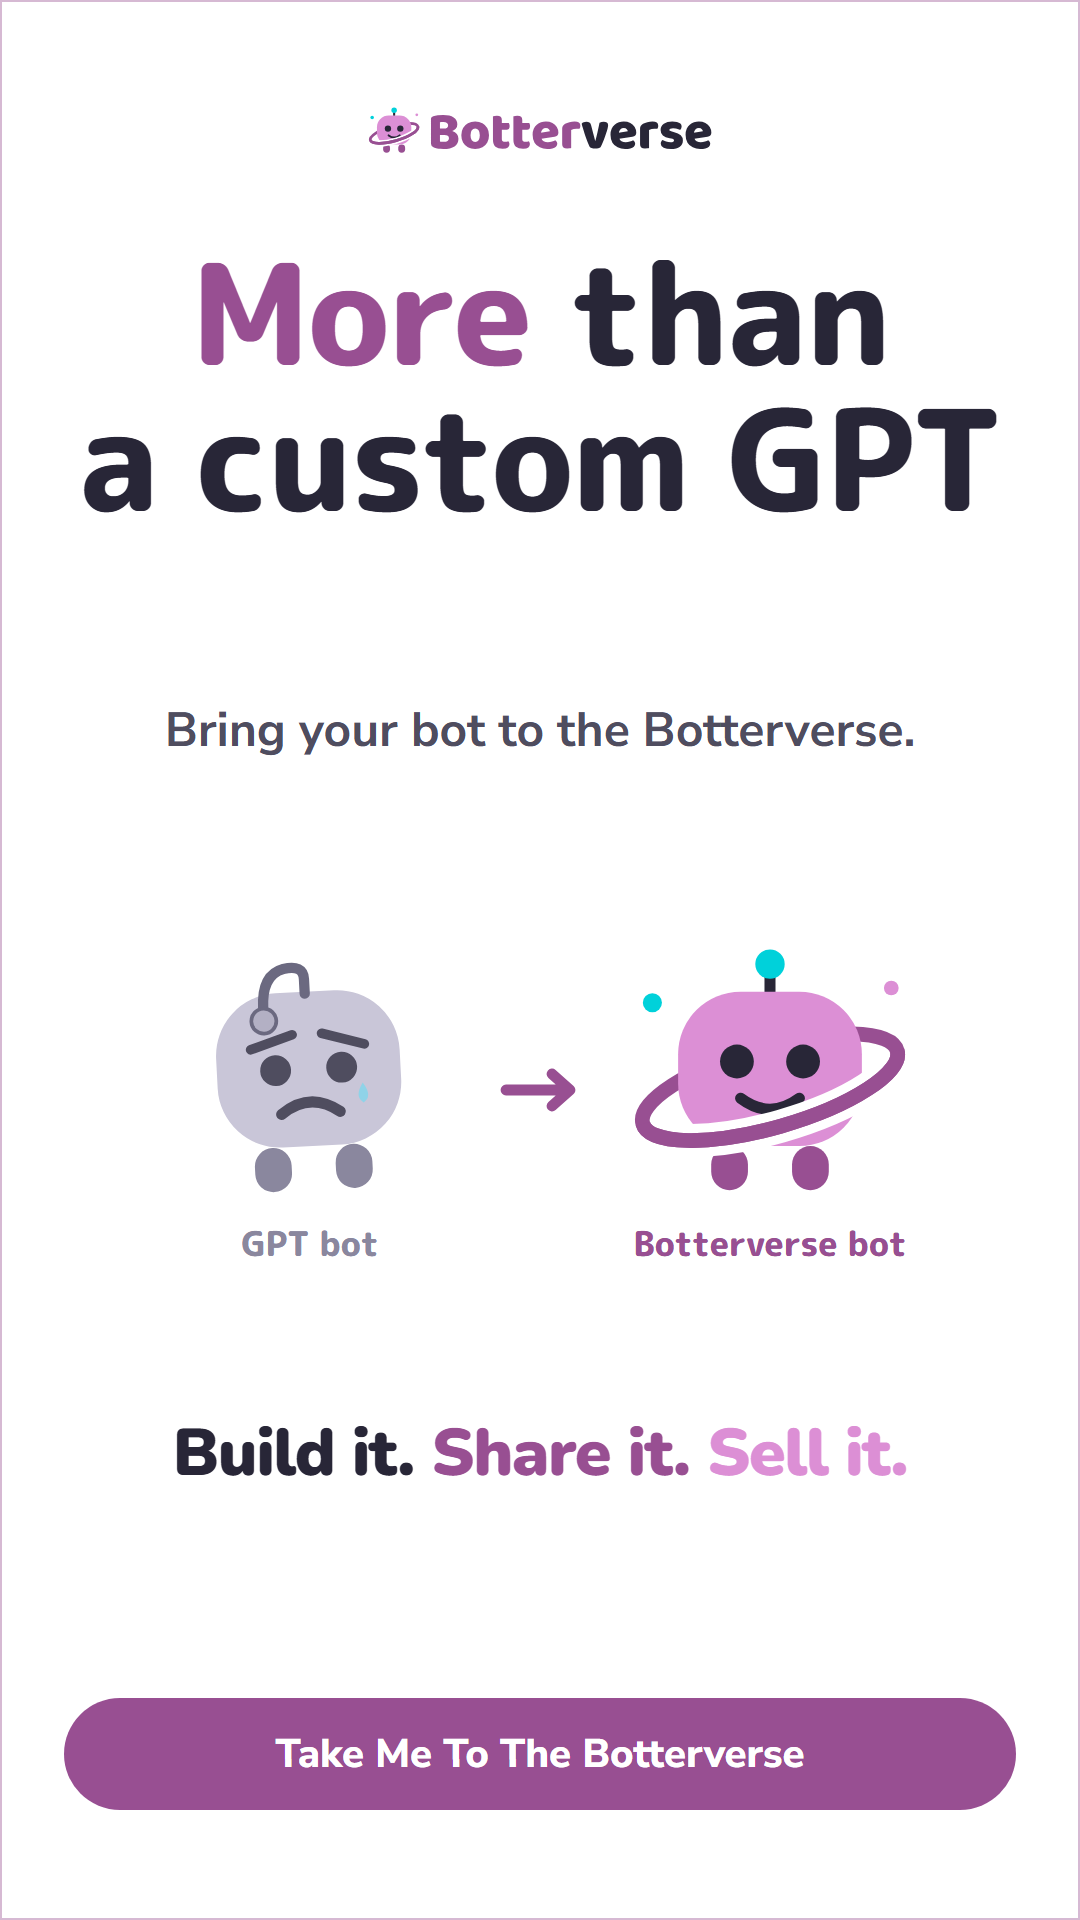 Botterverse
More than
a custom GPT
Bring your bot to the Botterverse.
GPT bot
Botterverse bot
Build it. Share it. Sell it.
Take Me To The Botterverse